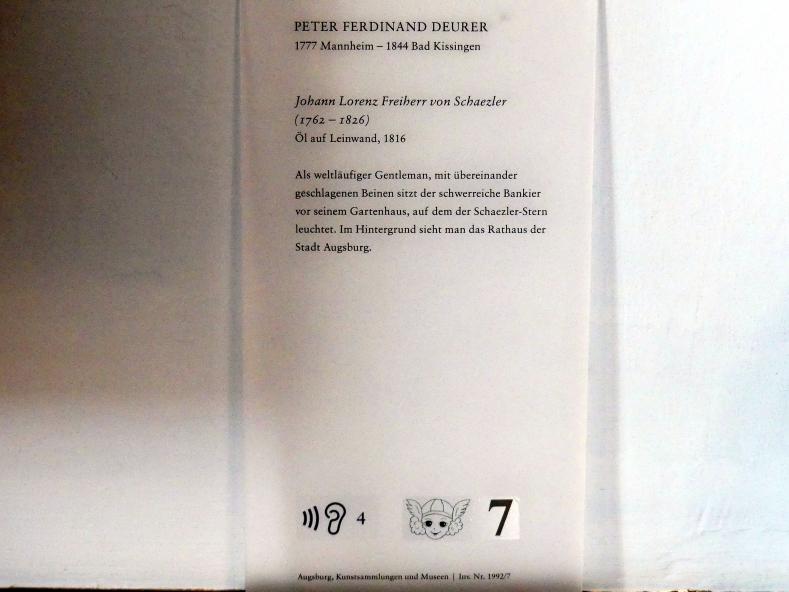 PETER FERDINAND DEURER
1777 Mannheim – 1844 Bad Kissingen
Johann Lorenz Freiherr von Schaezler
(1762 – 1826)
Öl auf Leinwand, 1816
Als weltläufiger Gentleman, mit übereinander
geschlagenen Beinen sitzt der schwerreiche Bankier
vor seinem Gartenhaus, auf dem der Schaezler-Stern
leuchtet. Im Hintergrund sieht man das Rathaus der
Stadt Augsburg.
4 7
Augsburg, Kunstsammlungen und Museen | Inv. Nr. 1992/7